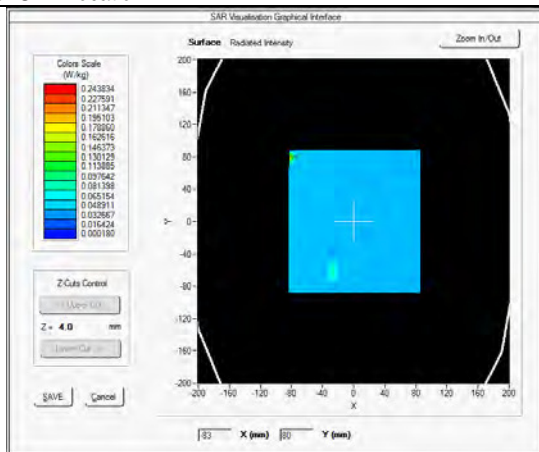 SAR Visualisation Graphical Interface
Surface Radiated Intensity
Zoom In/Out
Colors Scale
(W/kg)
0.243834
0.227591
0.211347
0.195103
0.178860
0.162616
0.146373
0.130129
0.113885
0.097642
0.081398
0.065154
0.048911
0.032667
0.016424
0.000180
Z-Cuts Control
Z = 4.0 mm
SAVE
Cancel
Y
200
160
120
80
40
0
-40
-80
-120
-160
-200
-200 -160 -120 -80 -40 0 40 80 120 160 200
X
-83 X (mm) 80 Y (mm)